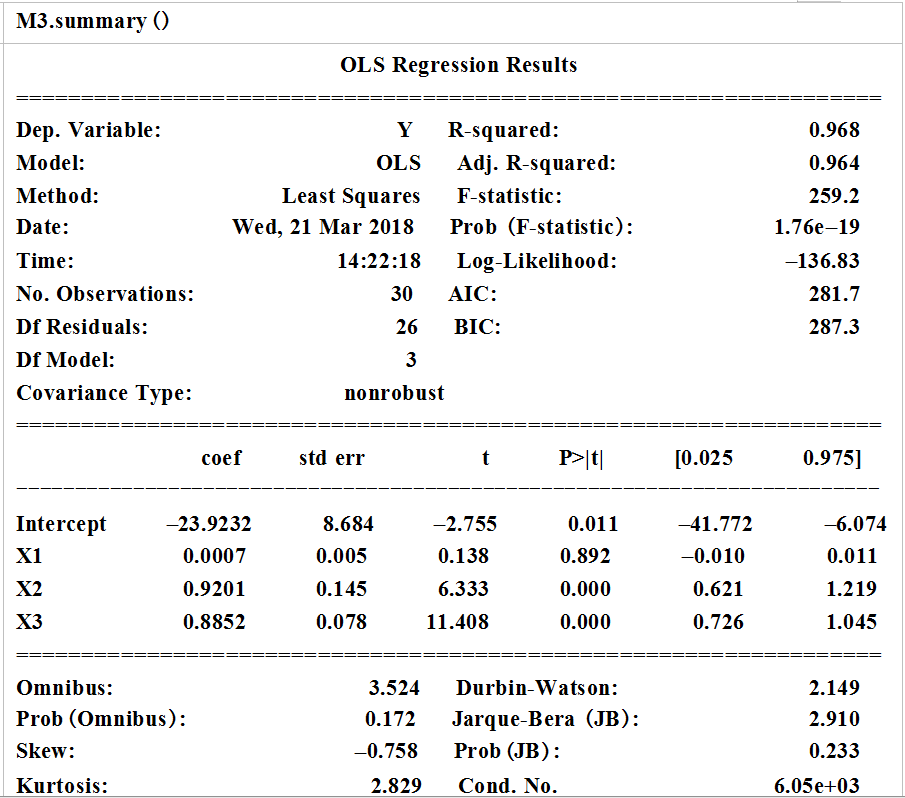 M3.summary()
OLS Regression Results
==============================================================================
Dep. Variable: Y R-squared: 0.968
Model: OLS Adj. R-squared: 0.964
Method: Least Squares F-statistic: 259.2
Date: Wed, 21 Mar 2018 Prob (F-statistic): 1.76e–19
Time: 14:22:18 Log-Likelihood: –136.83
No. Observations: 30 AIC: 281.7
Df Residuals: 26 BIC: 287.3
Df Model: 3
Covariance Type: nonrobust
==============================================================================
coef std err t P>|t| [0.025 0.975]
------------------------------------------------------------------------------
Intercept –23.9232 8.684 –2.755 0.011 –41.772 –6.074
X1 0.0007 0.005 0.138 0.892 –0.010 0.011
X2 0.9201 0.145 6.333 0.000 0.621 1.219
X3 0.8852 0.078 11.408 0.000 0.726 1.045
==============================================================================
Omnibus: 3.524 Durbin-Watson: 2.149
Prob(Omnibus): 0.172 Jarque-Bera (JB): 2.910
Skew: –0.758 Prob(JB): 0.233
Kurtosis: 2.829 Cond. No. 6.05e+03